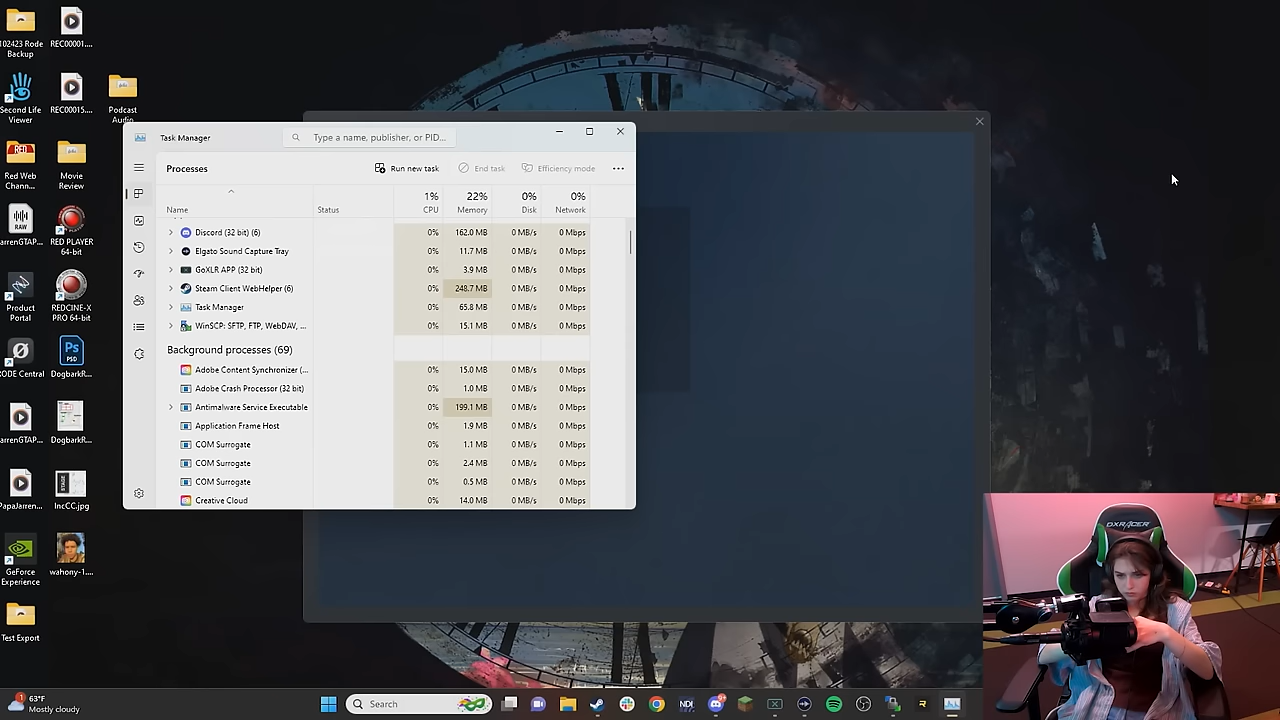 102423 Rode
Backup
REC00001....
Second Life
Viewer
REC00015....
Podcast
Audio
Red Web
Chann...
Movie
Review
arrenGTAP...
RED PLAYER
64-bit
Product
Portal
REDCINE-X
PRO 64-bit
RODE Central
DogbarkR...
arrenGTAP...
DogbarkR...
PapaJarren...
IncCC.jpg
GeForce
Experience
wahony-1....
Test Export
Task Manager
Type a name, publisher, or PID...
Processes
Run new task
End task
Efficiency mode
1% 22% 0% 0%
Name Status CPU Memory Disk Network
Discord (32 bit) (6) 0% 162.0 MB 0 MB/s 0 Mbps
Elgato Sound Capture Tray 0% 11.7 MB 0 MB/s 0 Mbps
GoXLR APP (32 bit) 0% 3.9 MB 0 MB/s 0 Mbps
Steam Client WebHelper (6) 0% 248.7 MB 0 MB/s 0 Mbps
Task Manager 0% 65.8 MB 0 MB/s 0 Mbps
WinSCP: SFTP, FTP, WebDAV, ... 0% 15.1 MB 0 MB/s 0 Mbps
Background processes (69)
Adobe Content Synchronizer (... 0% 15.0 MB 0 MB/s 0 Mbps
Adobe Crash Processor (32 bit) 0% 1.0 MB 0 MB/s 0 Mbps
Antimalware Service Executable 0% 199.1 MB 0 MB/s 0 Mbps
Application Frame Host 0% 1.9 MB 0 MB/s 0 Mbps
COM Surrogate 0% 1.1 MB 0 MB/s 0 Mbps
COM Surrogate 0% 2.4 MB 0 MB/s 0 Mbps
COM Surrogate 0% 0.5 MB 0 MB/s 0 Mbps
Creative Cloud 0% 14.0 MB 0 MB/s 0 Mbps
DXRACER
63°F
Mostly cloudy
Search